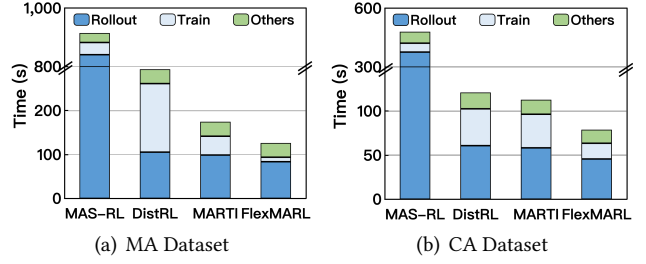 1,000
Rollout Train Others
800
200
100
0
Time (s)
MAS-RL DistRL MARTI FlexMARL
(a) MA Dataset
600
Rollout Train Others
300
100
50
0
Time (s)
MAS-RL DistRL MARTI FlexMARL
(b) CA Dataset